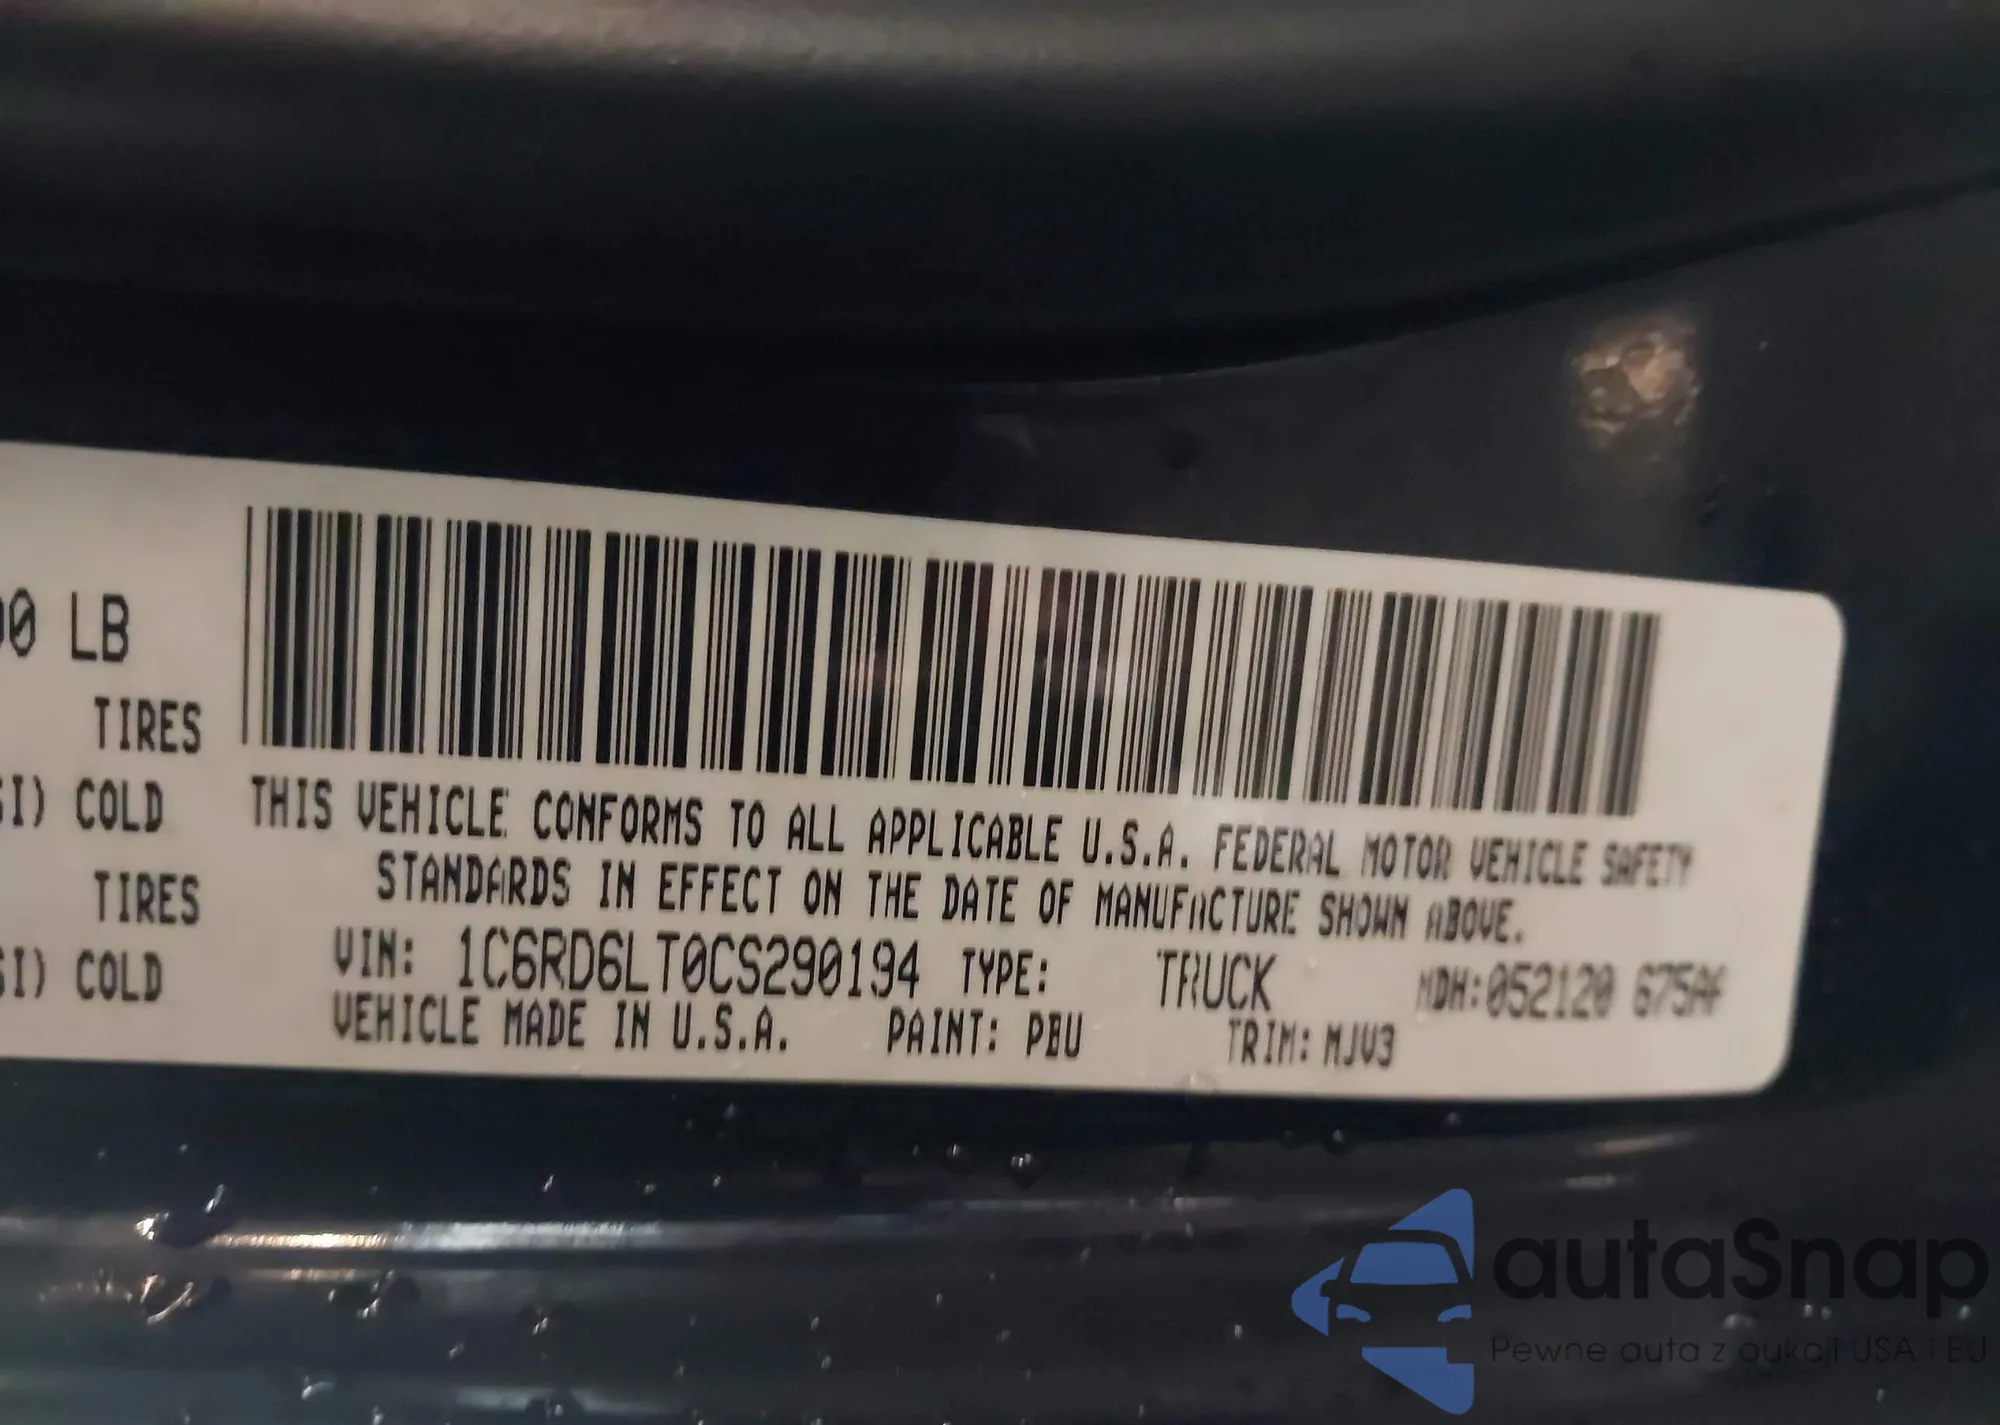 00 LB
TIRES
SI) COLD
TIRES
SI) COLD
THIS VEHICLE CONFORMS TO ALL APPLICABLE U.S.A. FEDERAL MOTOR VEHICLE SAFETY
STANDARDS IN EFFECT ON THE DATE OF MANUFACTURE SHOWN ABOVE.
VIN: 1C6RD6LT0CS290194 TYPE: TRUCK MDH:052120
VEHICLE MADE IN U.S.A. PAINT: PBU TRIM: MJV3
autaSnap
Pewne auta z aukcji USA i EU